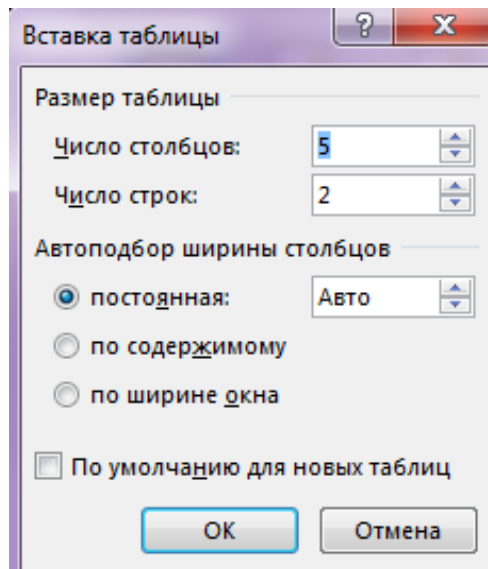 Вставка таблицы ? X
Размер таблицы
Число столбцов: 5
Число строк: 2
Автоподбор ширины столбцов
постоянная: Авто
по содержимому
по ширине окна
По умолчанию для новых таблиц
ОК Отмена